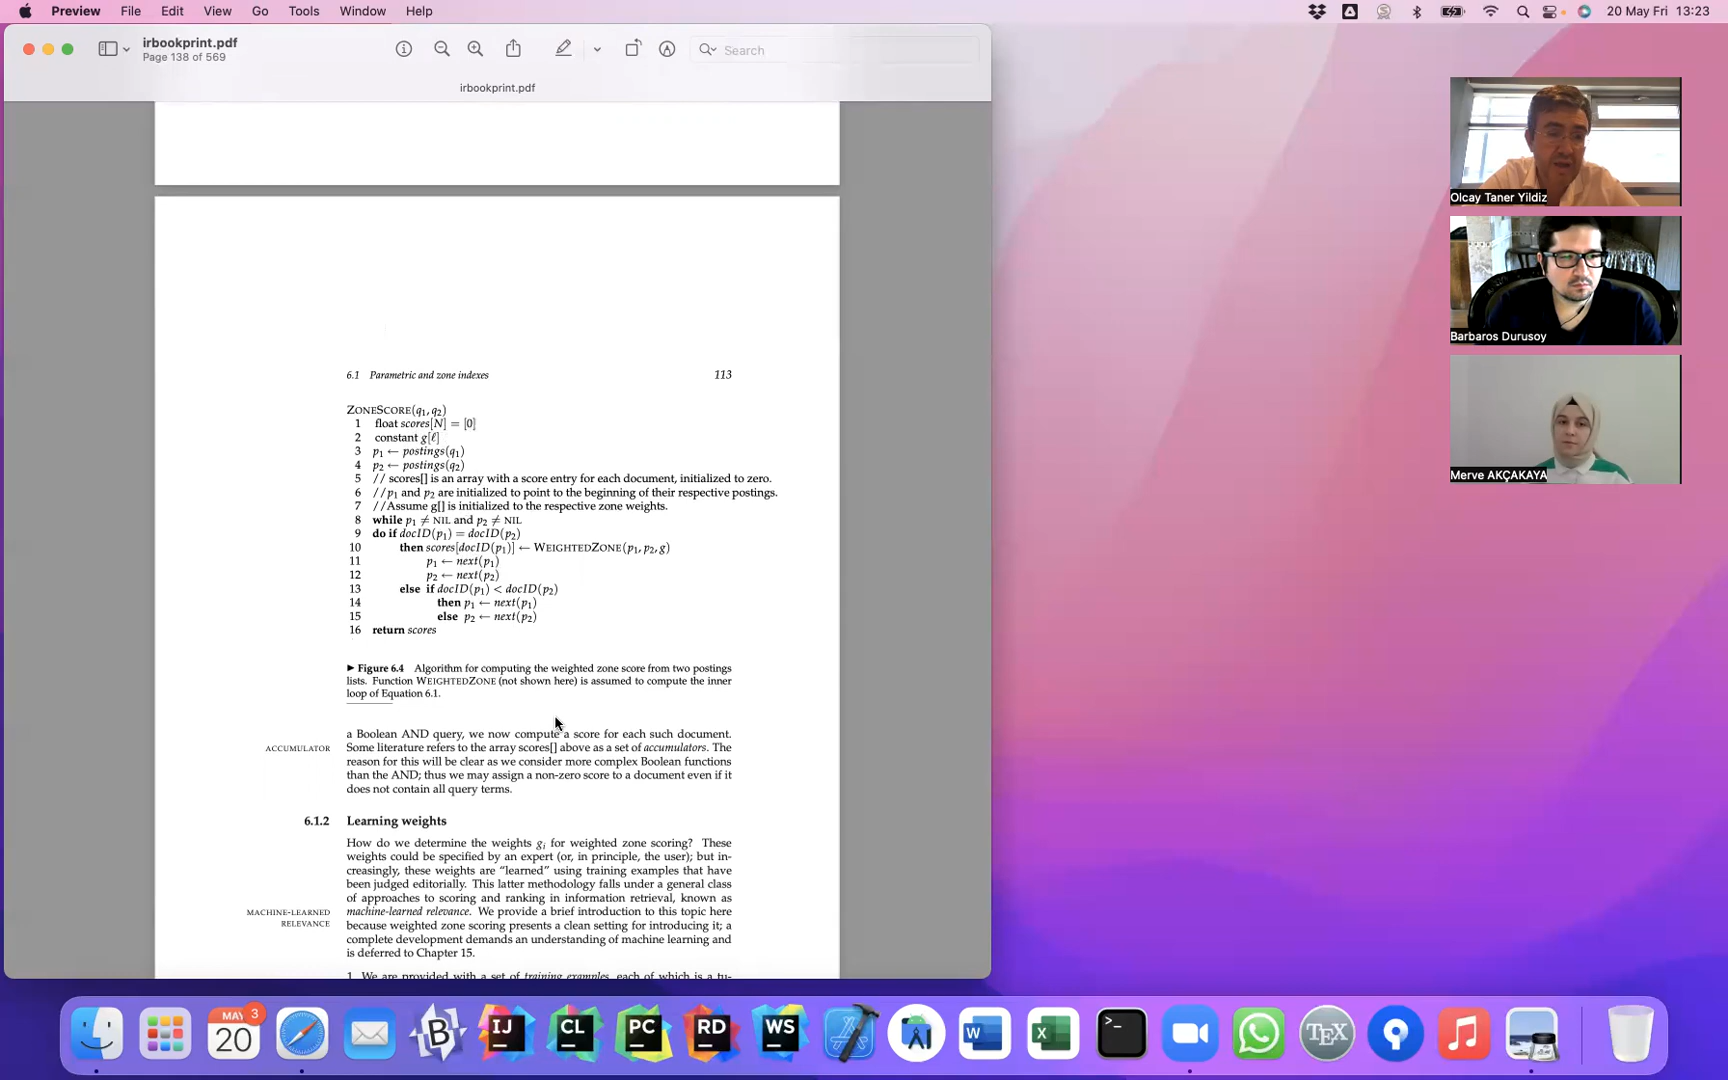 Preview File Edit View Go Tools Window Help 20 May Fri 13:23
irbookprint.pdf
Page 138 of 569
Search
irbookprint.pdf
6.1 Parametric and zone indexes 113
ZONESCORE(q1, q2)
1 float scores[N] = [0]
2 constant g[ℓ]
3 p1 ← postings(q1)
4 p2 ← postings(q2)
5 // scores[] is an array with a score entry for each document, initialized to zero.
6 //p1 and p2 are initialized to point to the beginning of their respective postings.
7 //Assume g[] is initialized to the respective zone weights.
8 while p1 ≠ NIL and p2 ≠ NIL
9 do if docID(p1) = docID(p2)
10 then scores[docID(p1)] ← WEIGHTEDZONE(p1, p2, g)
11 p1 ← next(p1)
12 p2 ← next(p2)
13 else if docID(p1) < docID(p2)
14 then p1 ← next(p1)
15 else p2 ← next(p2)
16 return scores
► Figure 6.4 Algorithm for computing the weighted zone score from two postings
lists. Function WEIGHTEDZONE (not shown here) is assumed to compute the inner
loop of Equation 6.1.
a Boolean AND query, we now compute a score for each such document.
ACCUMULATOR Some literature refers to the array scores[] above as a set of accumulators. The
reason for this will be clear as we consider more complex Boolean functions
than the AND; thus we may assign a non-zero score to a document even if it
does not contain all query terms.
6.1.2 Learning weights
How do we determine the weights gi for weighted zone scoring? These
weights could be specified by an expert (or, in principle, the user); but in-
creasingly, these weights are “learned” using training examples that have
been judged editorially. This latter methodology falls under a general class
of approaches to scoring and ranking in information retrieval, known as
MACHINE-LEARNED machine-learned relevance. We provide a brief introduction to this topic here
RELEVANCE because weighted zone scoring presents a clean setting for introducing it; a
complete development demands an understanding of machine learning and
is deferred to Chapter 15.
1. We are provided with a set of training examples, each of which is a tu-
Olcay Taner Yildiz
Barbaros Durusoy
Merve AKÇAKAYA
MAY 3
20
B
IJ
CL
PC
RD
WS
W
X
>_
TEX